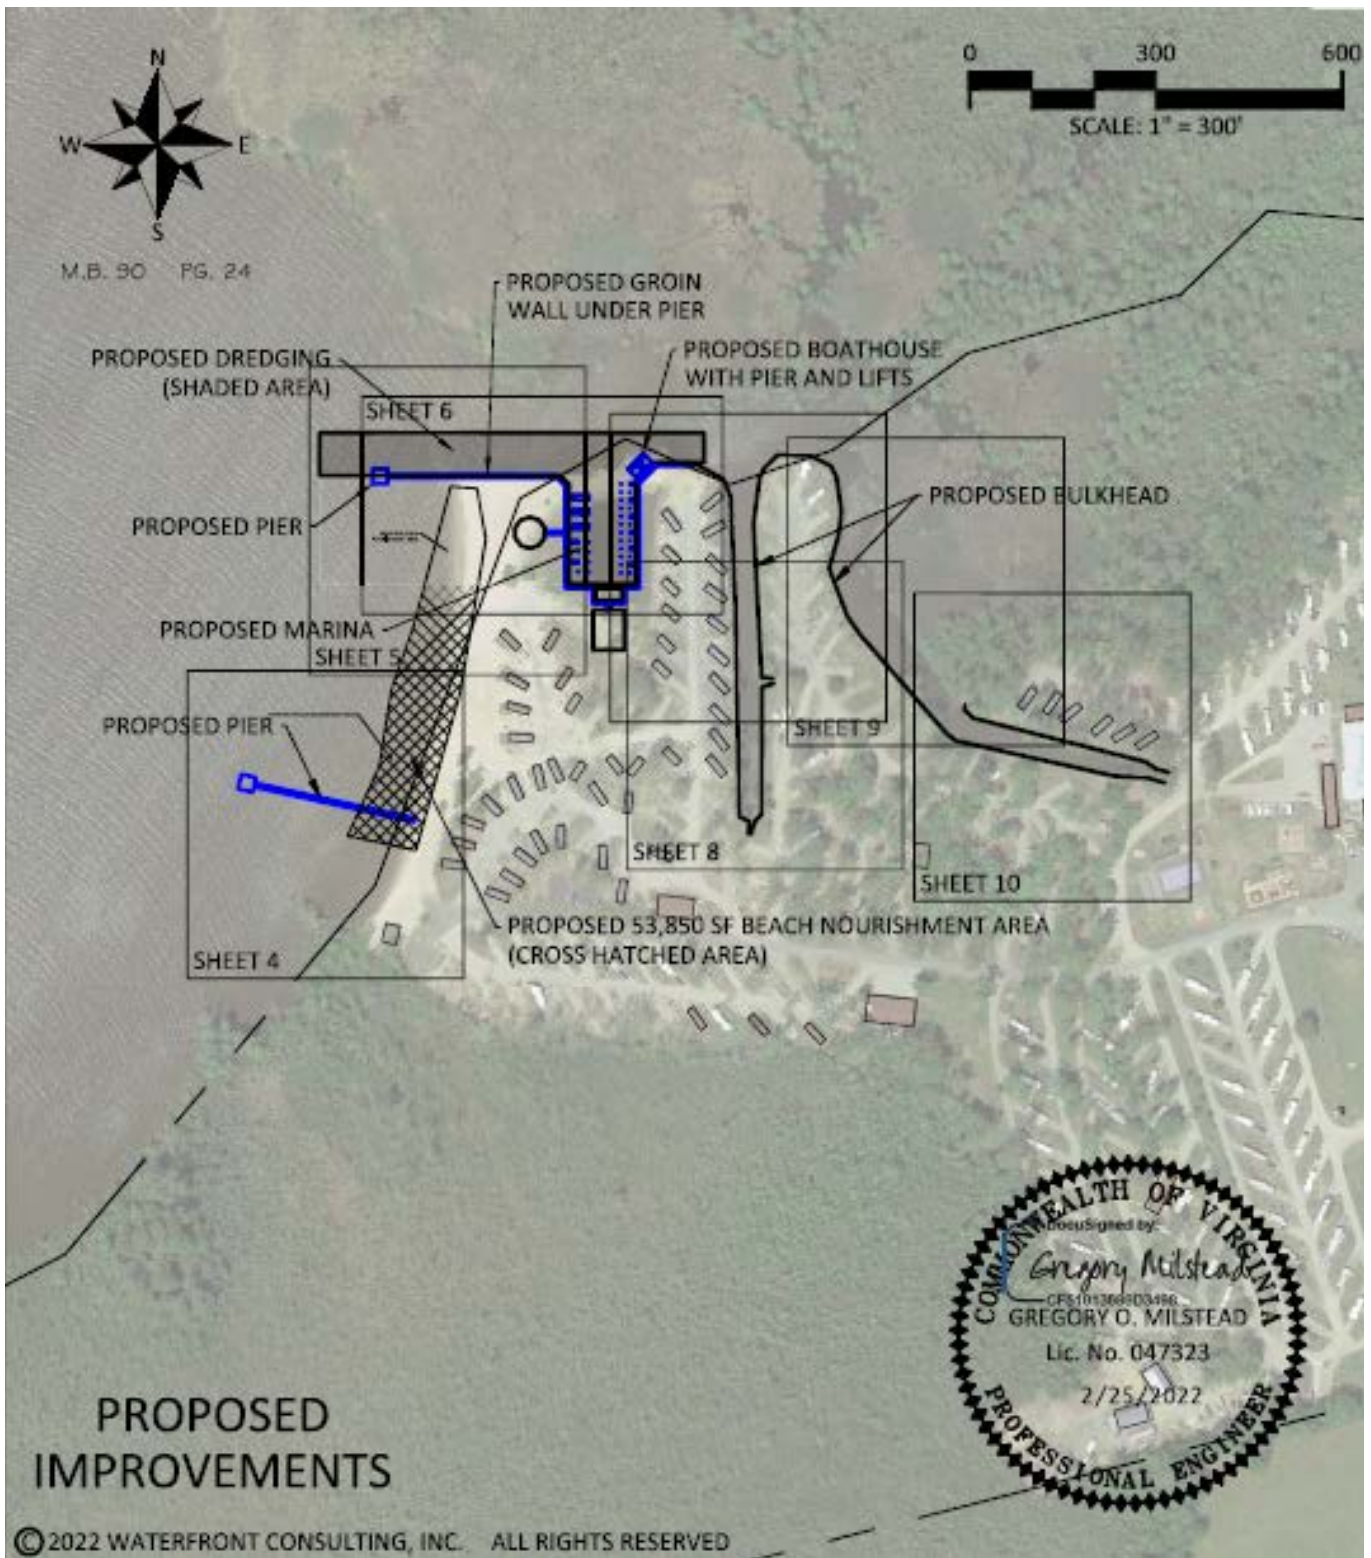 N
W E
S
0 300 600
SCALE: 1" = 300'
M.B. 90 PG. 24
PROPOSED GROIN
WALL UNDER PIER
PROPOSED DREDGING
(SHADED AREA)
PROPOSED BOATHOUSE
WITH PIER AND LIFTS
SHEET 6
PROPOSED BULKHEAD
PROPOSED PIER
PROPOSED MARINA
SHEET 5
PROPOSED PIER
SHEET 9
SHEET 8
SHEET 10
PROPOSED 53,850 SF BEACH NOURISHMENT AREA
(CROSS HATCHED AREA)
SHEET 4
COMMONWEALTH OF VIRGINIA
DocuSigned by:
Gregory Milstead
GREGORY O. MILSTEAD
Lic. No. 047323
2/25/2022
PROFESSIONAL ENGINEER
PROPOSED
IMPROVEMENTS
© 2022 WATERFRONT CONSULTING, INC. ALL RIGHTS RESERVED